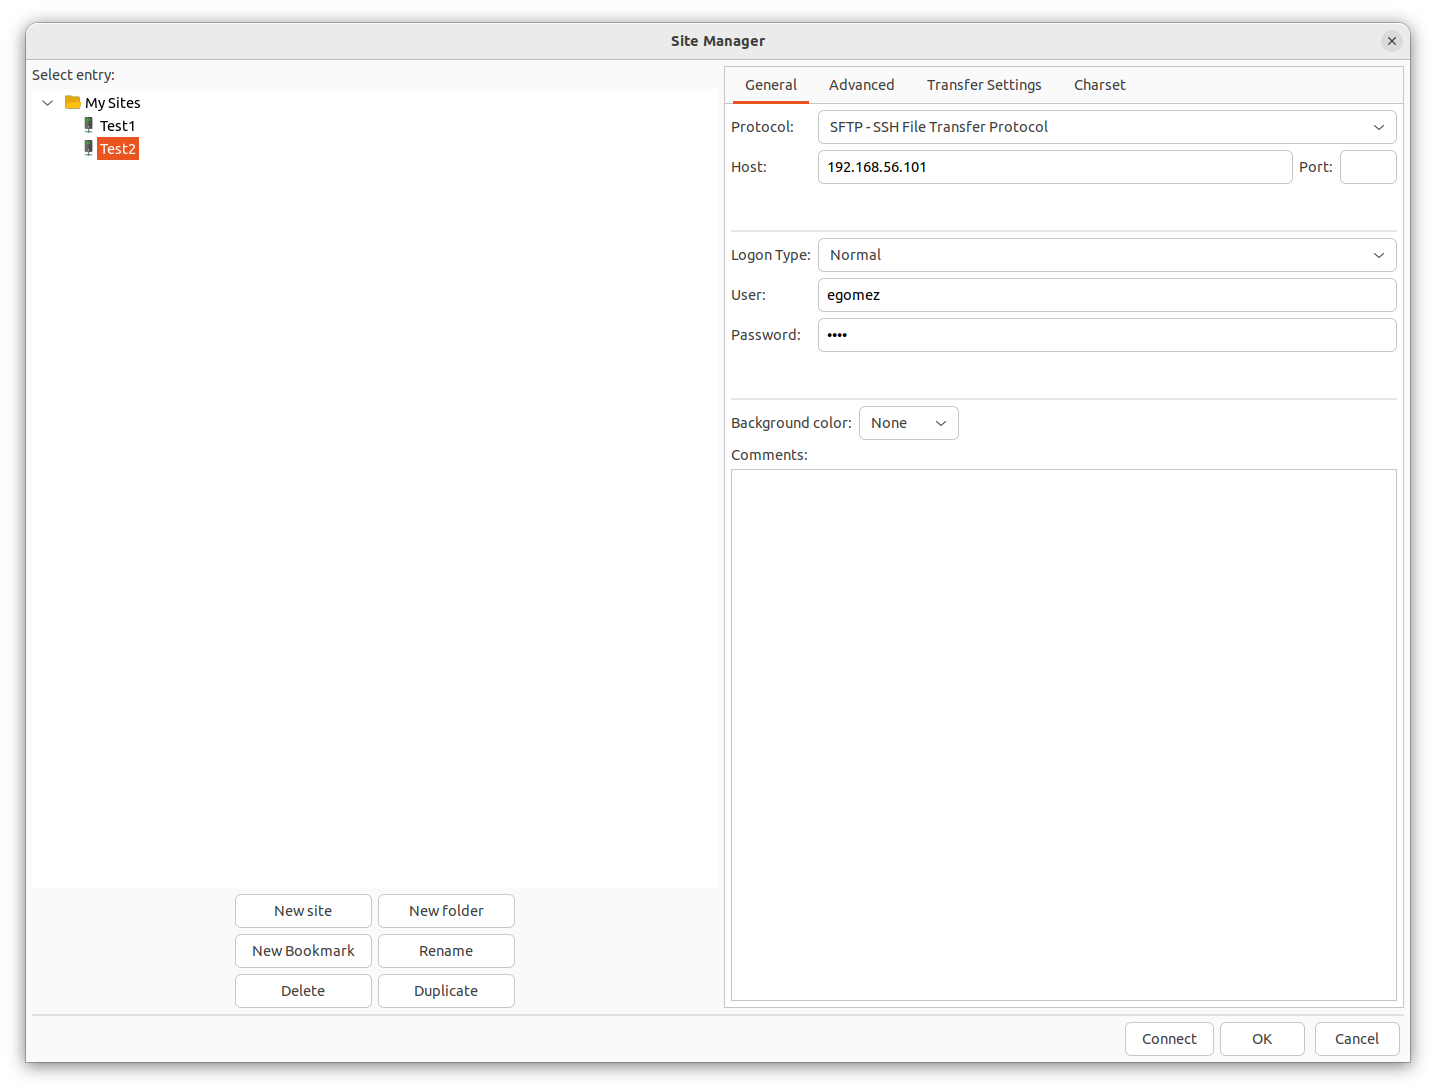 Site Manager
Select entry:
My Sites
Test1
Test2
New site
New folder
New Bookmark
Rename
Delete
Duplicate
General Advanced Transfer Settings Charset
Protocol: SFTP - SSH File Transfer Protocol
Host: 192.168.56.101 Port:
Logon Type: Normal
User: egomez
Password: ••••
Background color: None
Comments:
Connect OK Cancel